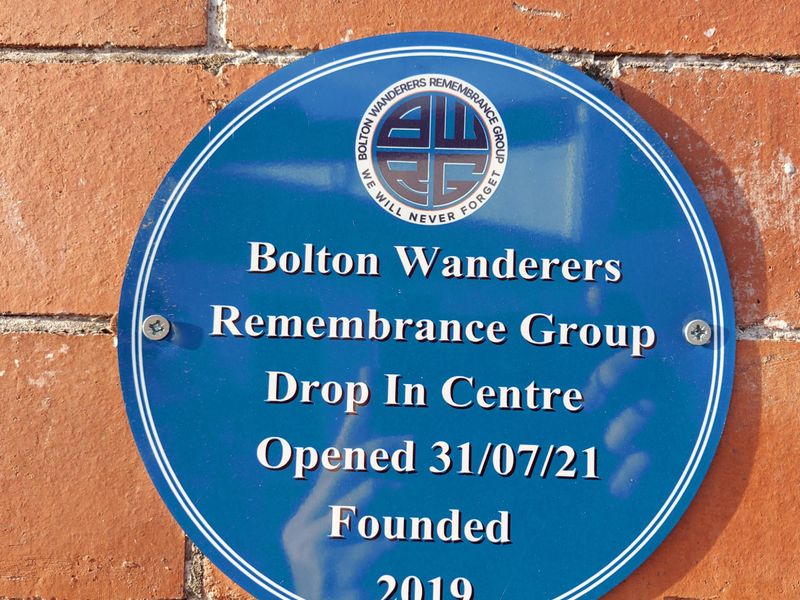 BOLTON WANDERERS REMEMBRANCE GROUP
BW
RG
WE WILL NEVER FORGET
Bolton Wanderers
Remembrance Group
Drop In Centre
Opened 31/07/21
Founded
2019